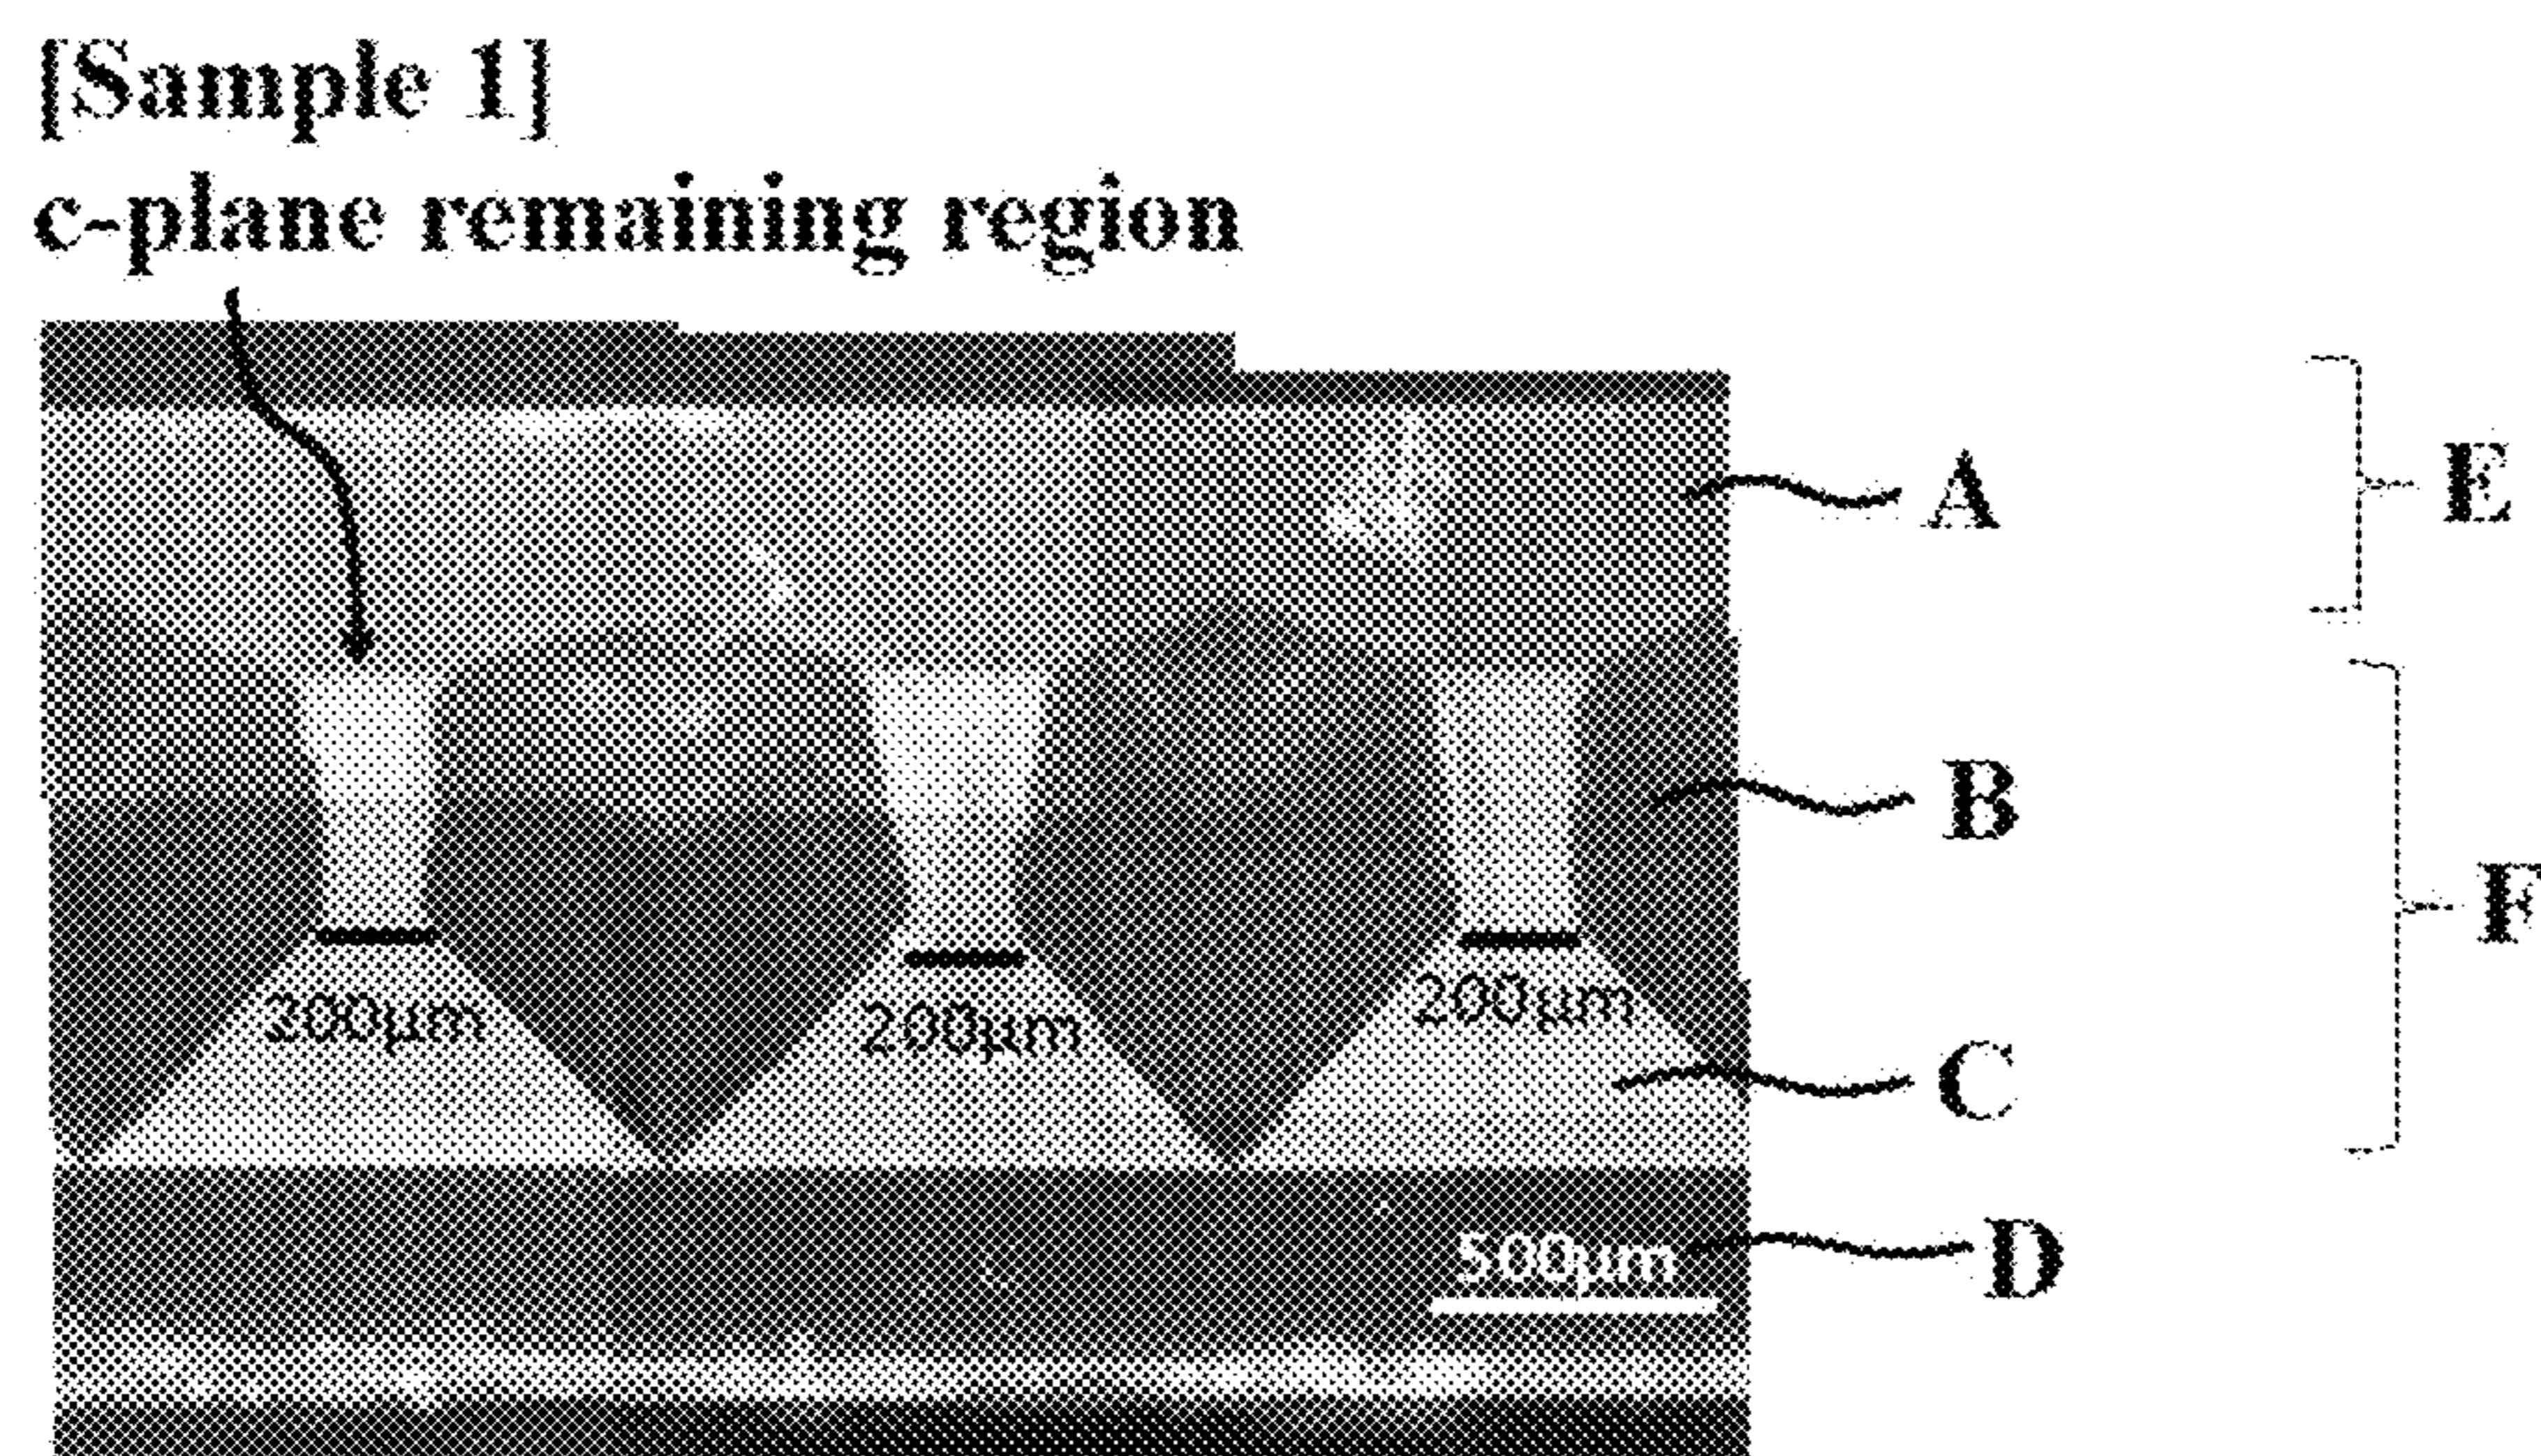 [Sample 1]
c-plane remaining region
A
E
B
F
200μm
200μm
200μm
C
D
500μm